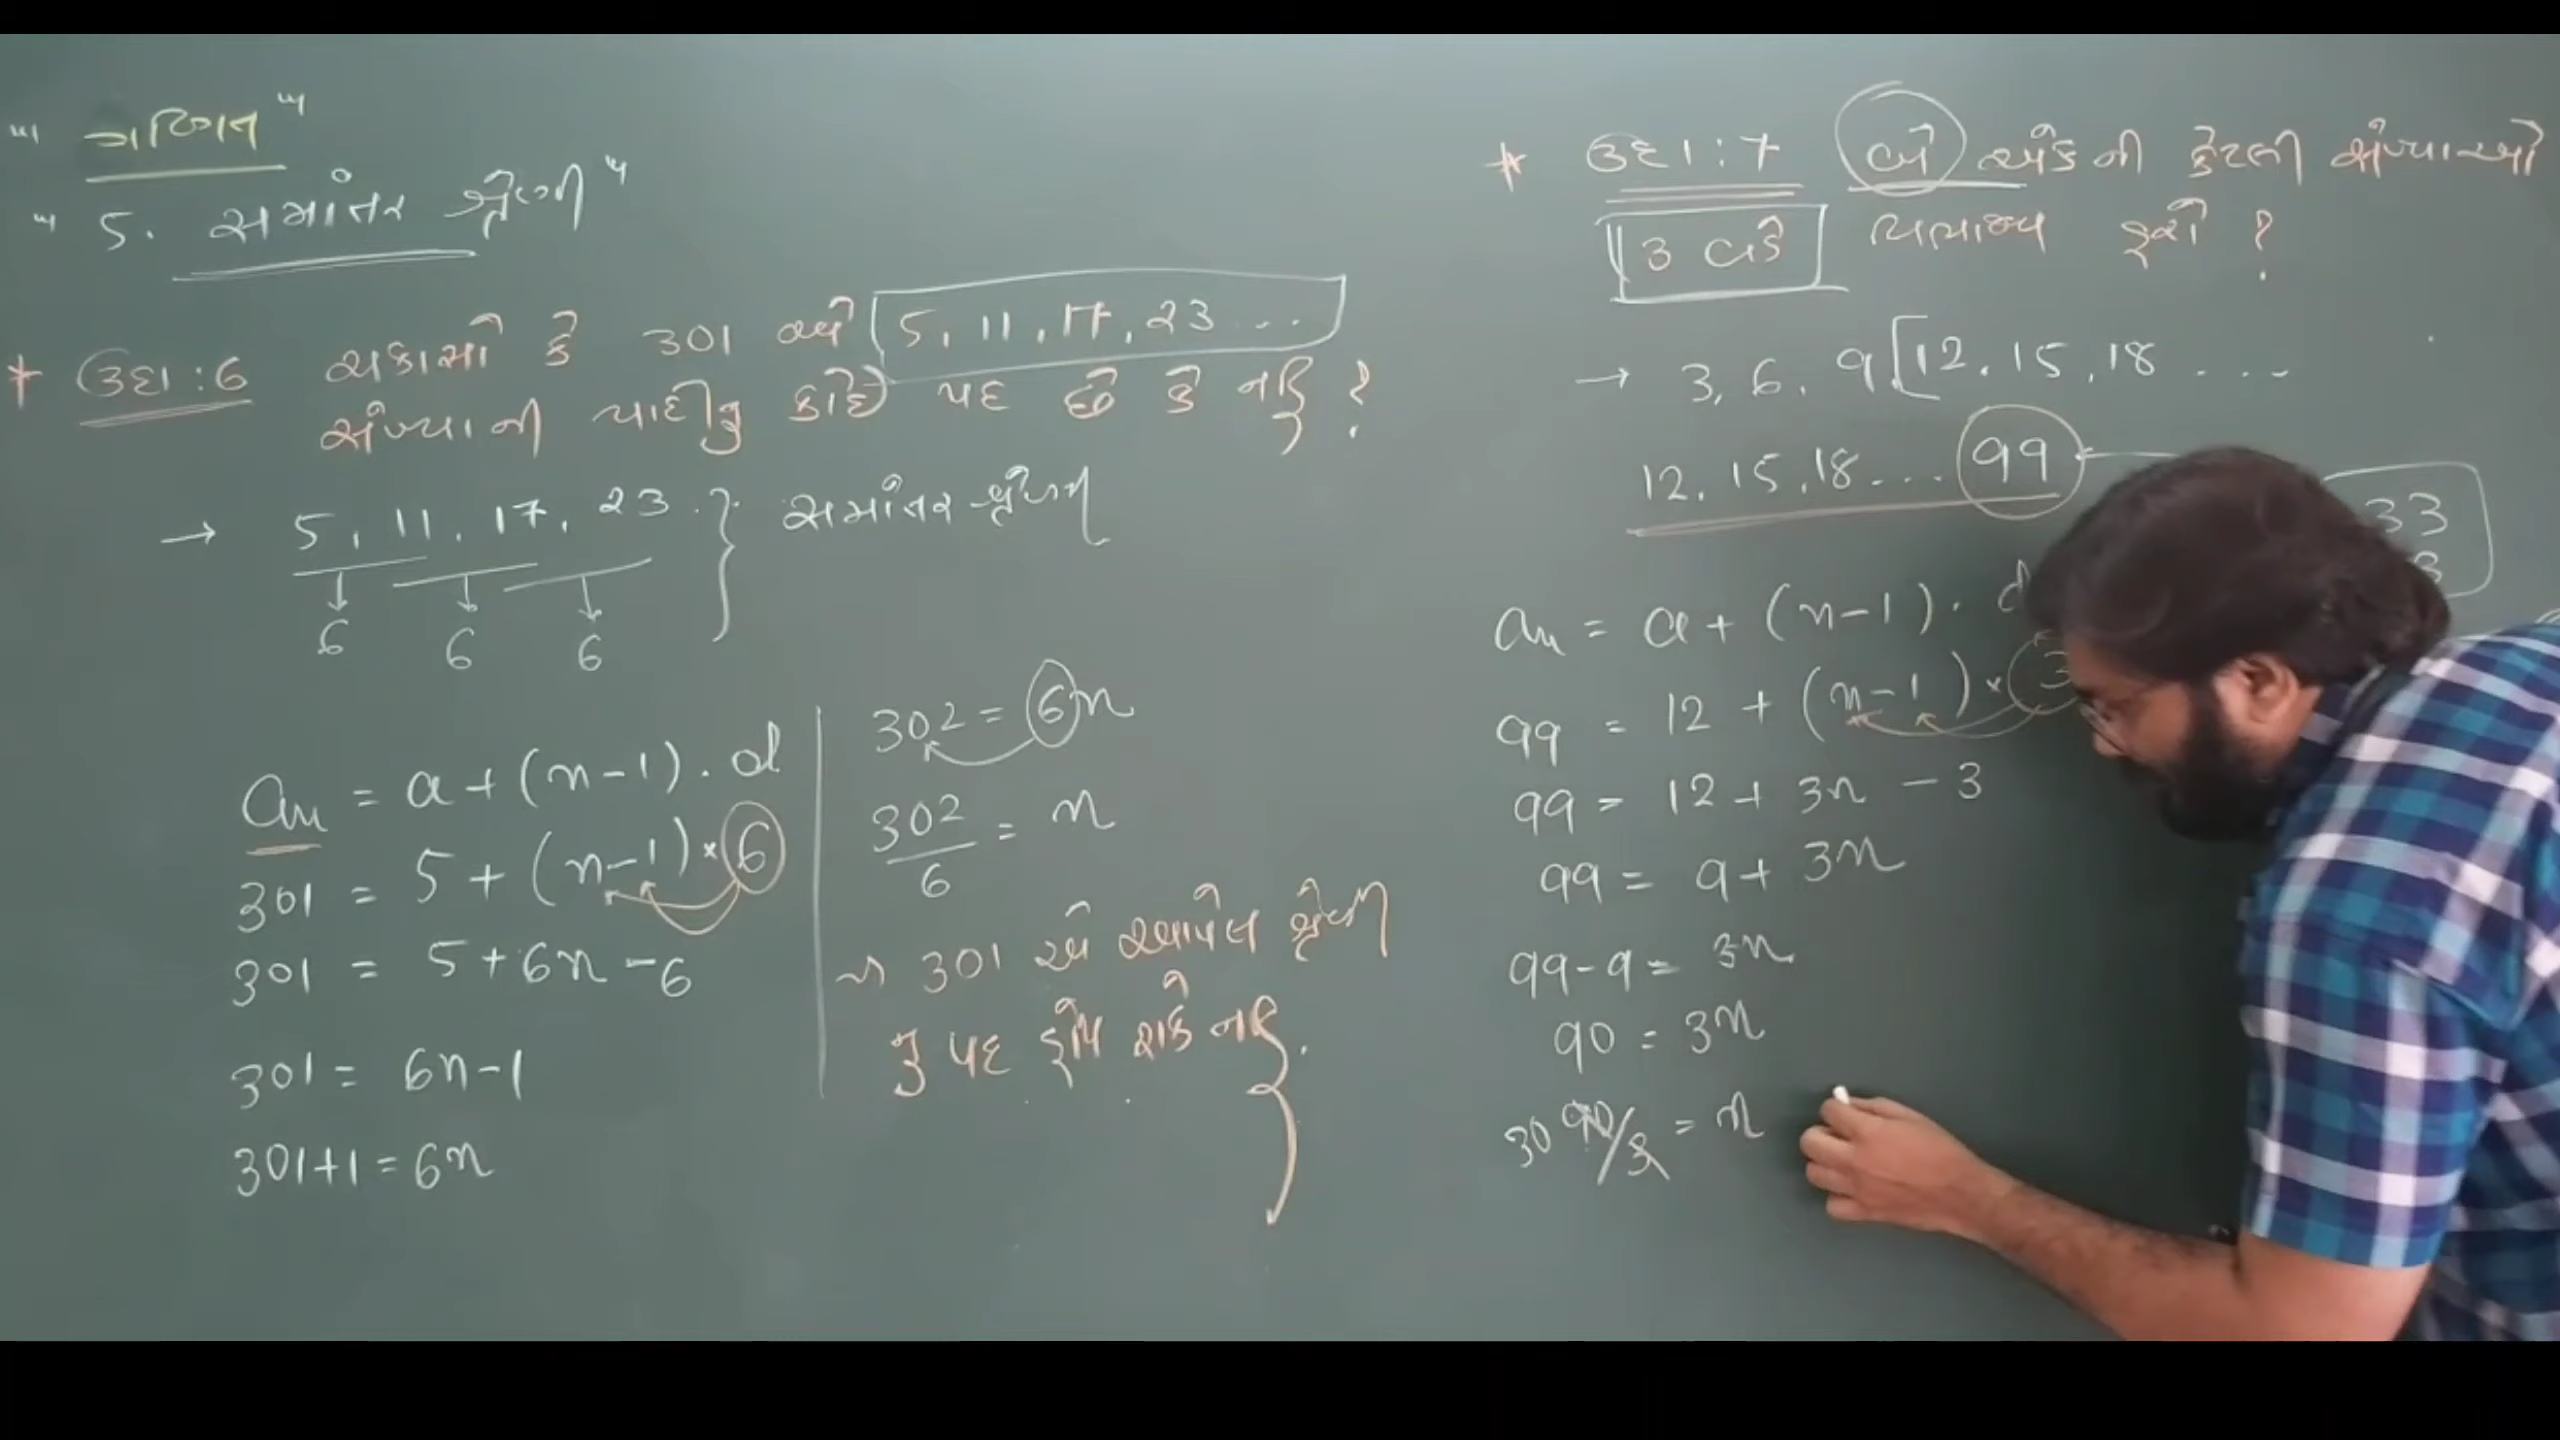 "ગણિત"
"5. સમાંતર શ્રેણી"
* ઉદા : 6 ચકાસો કે 301 એ 5, 11, 17, 23 ...
સંખ્યાની યાદીનું કોઈ પદ છે કે નહિ ?
→ 5, 11, 17, 23 . } સમાંતર શ્રેણી
6 6 6
an = a + (n-1) . d
301 = 5 + (n-1) × 6
301 = 5 + 6n - 6
301 = 6n - 1
301+1 = 6n
302 = 6n
302/6 = n
301 એ આપેલ શ્રેણી
નું પદ હોય શકે નહિ.
* ઉદા : 7 બે અંકની કેટલી સંખ્યાઓ
3 વડે વિભાજ્ય હશે ?
→ 3, 6, 9 [12, 15, 18 ....
12, 15, 18 .... 99
33
3
an = a + (n-1) . d
99 = 12 + (n-1) × 3
99 = 12 + 3n - 3
99 = 9 + 3n
99 - 9 = 3n
90 = 3n
30 90/3 = n